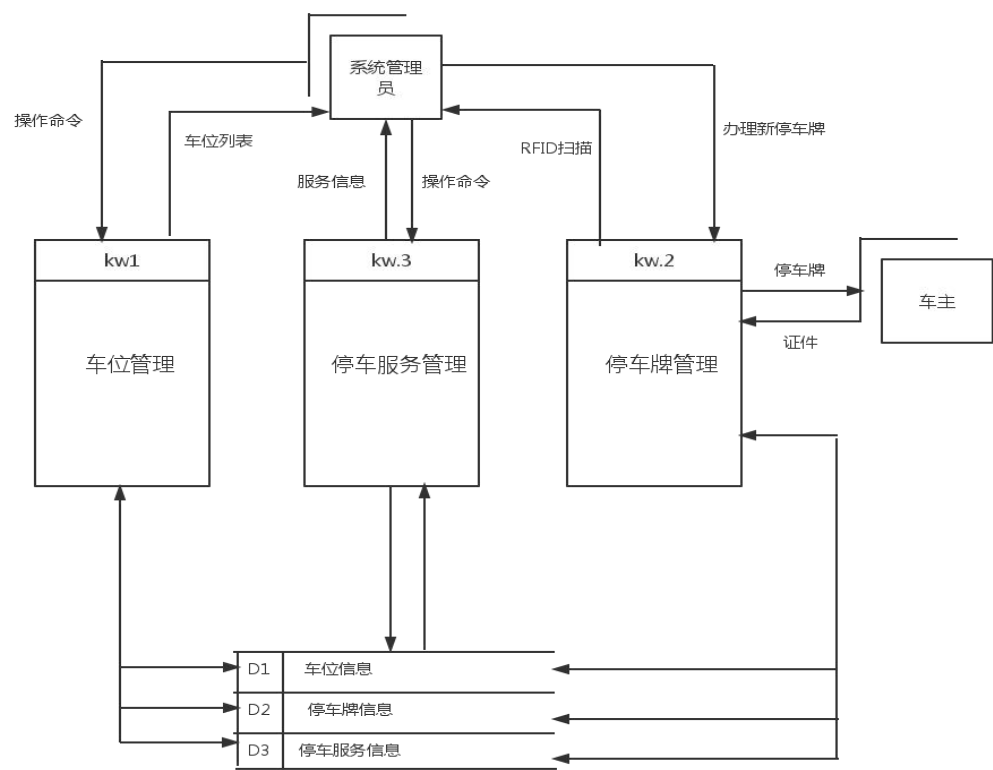 系统管理
员
操作命令
车位列表
服务信息
操作命令
RFID扫描
办理新停车牌
kw1
kw.3
kw.2
停车牌
车主
证件
车位管理
停车服务管理
停车牌管理
D1 车位信息
D2 停车牌信息
D3 停车服务信息